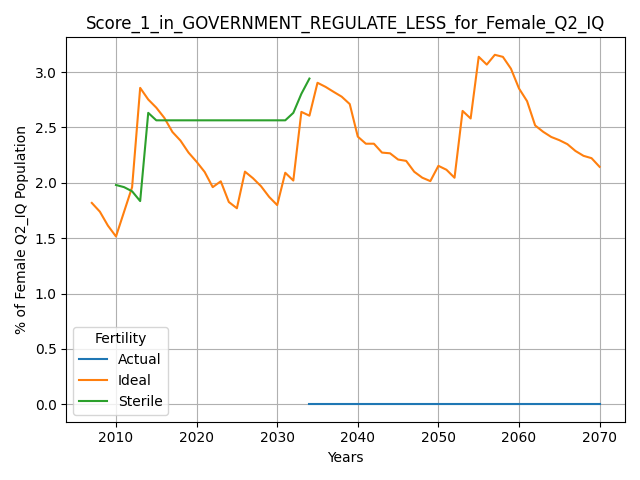 Score_1_in_GOVERNMENT_REGULATE_LESS_for_Female_Q2_IQ
% of Female Q2_IQ Population
3.0
2.5
2.0
1.5
1.0
0.5
0.0
Fertility
Actual
Ideal
Sterile
2010 2020 2030 2040 2050 2060 2070
Years